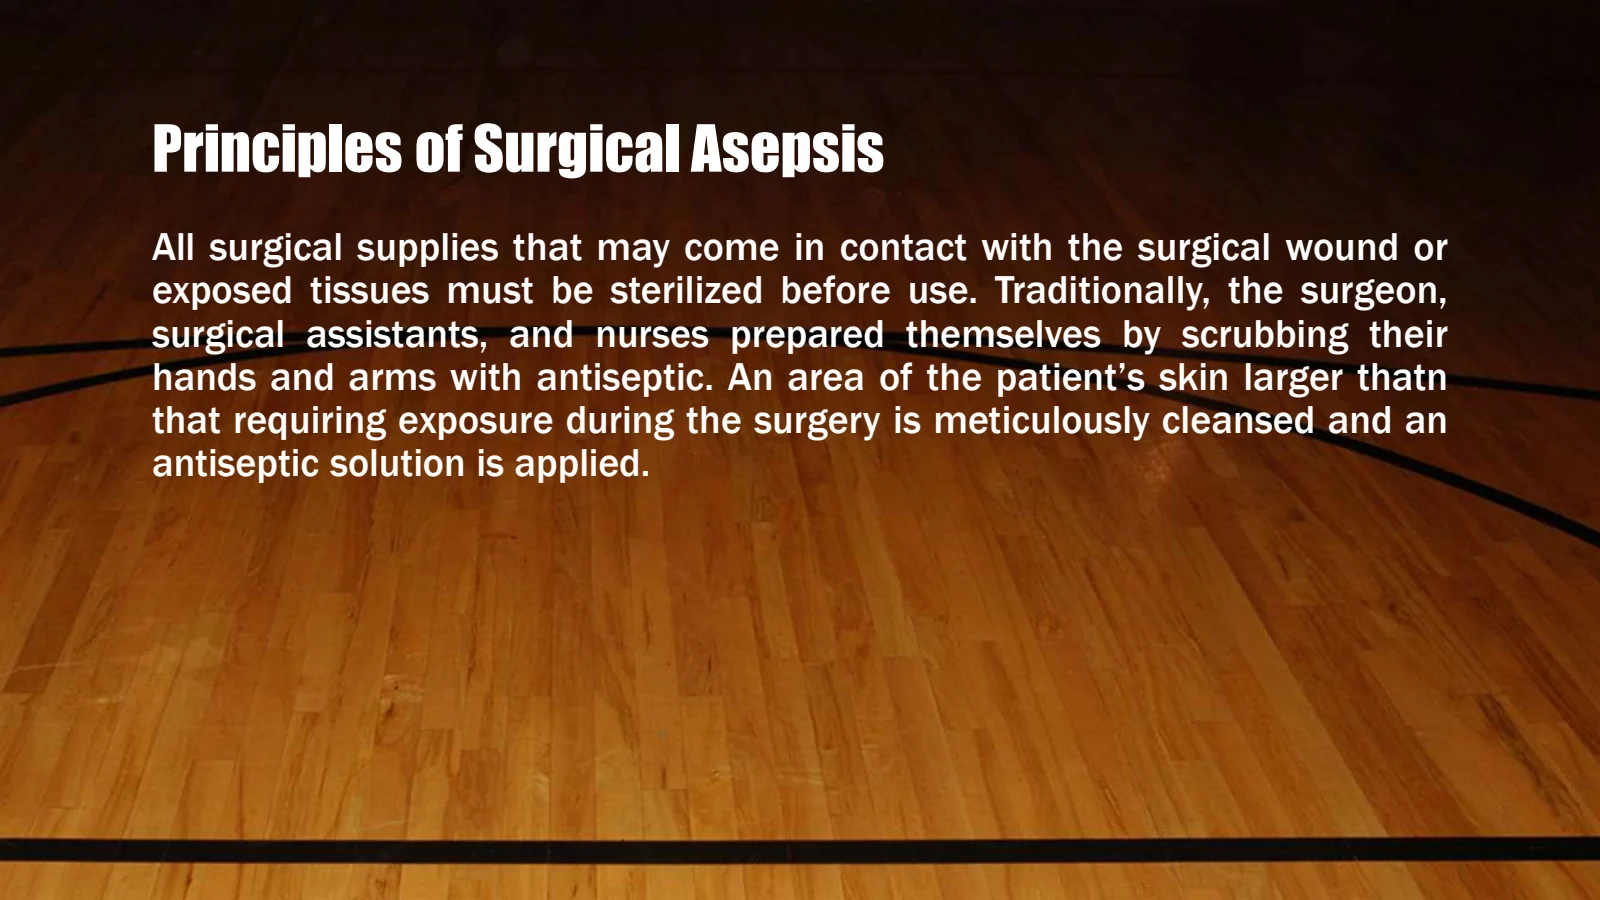 Principles of Surgical Asepsis
All surgical supplies that may come in contact with the surgical wound or
exposed tissues must be sterilized before use. Traditionally, the surgeon,
surgical assistants, and nurses prepared themselves by scrubbing their
hands and arms with antiseptic. An area of the patient’s skin larger thatn
that requiring exposure during the surgery is meticulously cleansed and an
antiseptic solution is applied.